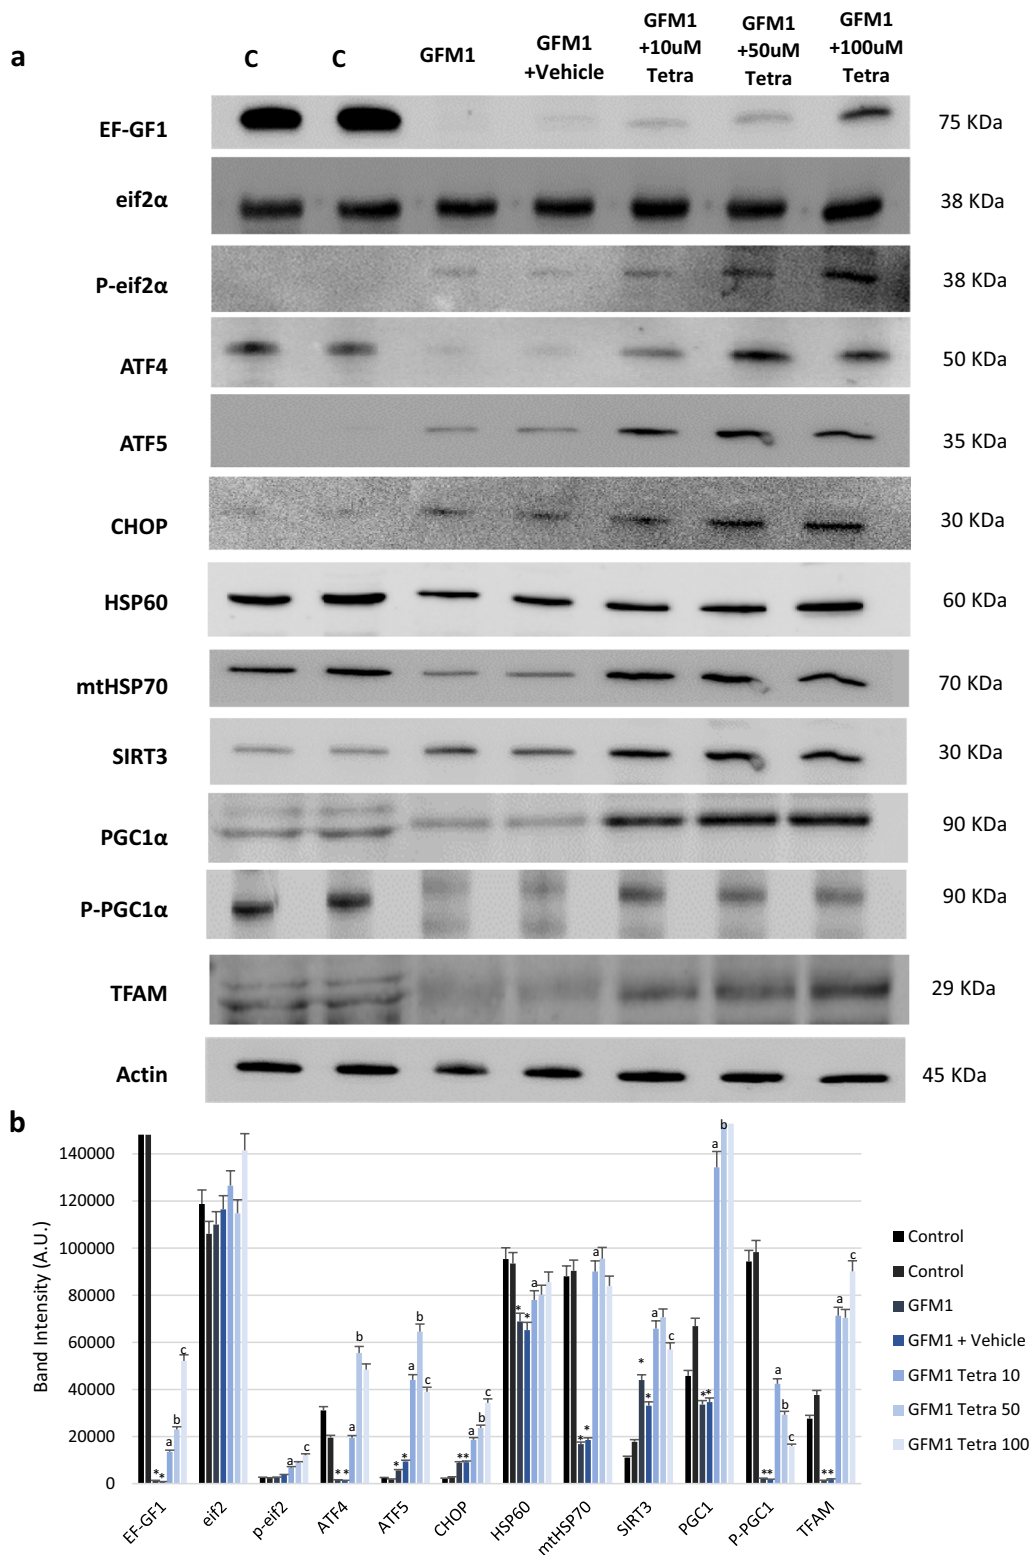 a
C
C
GFM1
GFM1
+Vehicle
GFM1
+10uM
Tetra
GFM1
+50uM
Tetra
GFM1
+100uM
Tetra
EF-GF1
75 KDa
eif2α
38 KDa
P-eif2α
38 KDa
ATF4
50 KDa
ATF5
35 KDa
CHOP
30 KDa
HSP60
60 KDa
mtHSP70
70 KDa
SIRT3
30 KDa
PGC1α
90 KDa
P-PGC1α
90 KDa
TFAM
29 KDa
Actin
45 KDa
b
Band Intensity (A.U.)
140000
120000
100000
80000
60000
40000
20000
0
* * a b c
a c
* * a b
* * a b c
* * a b c
* * a
* * a
* * a c
* * a b
* * a b c
* * a c
EF-GF1
eif2
p-eif2
ATF4
ATF5
CHOP
HSP60
mtHSP70
SIRT3
PGC1
P-PGC1
TFAM
Control
Control
GFM1
GFM1 + Vehicle
GFM1 Tetra 10
GFM1 Tetra 50
GFM1 Tetra 100